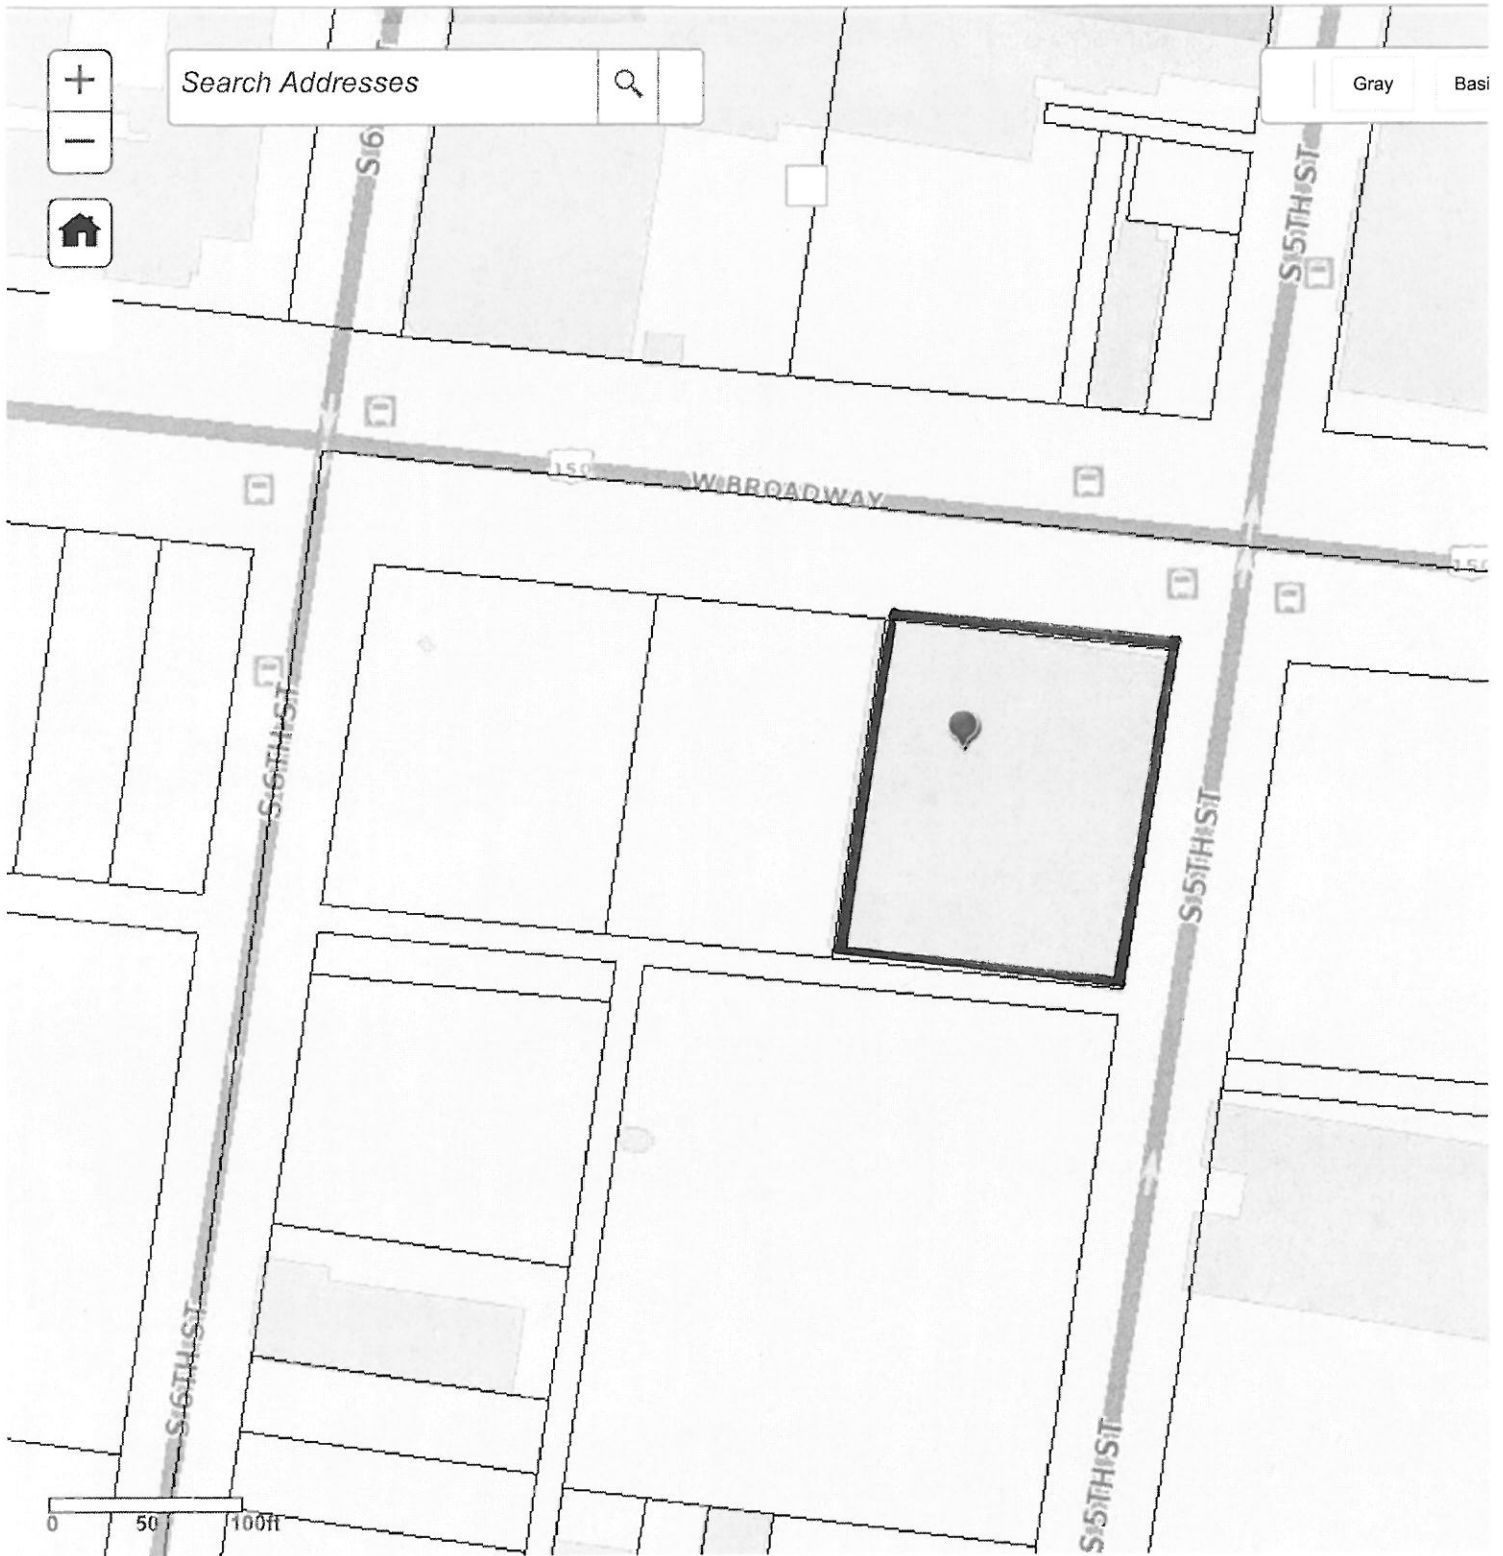 +
Search Addresses
Gray
Basi
−
S 6
S 5TH ST
150
W BROADWAY
150
S 6TH ST
S 5TH ST
S 6TH ST
S 5TH ST
0 50 100ft